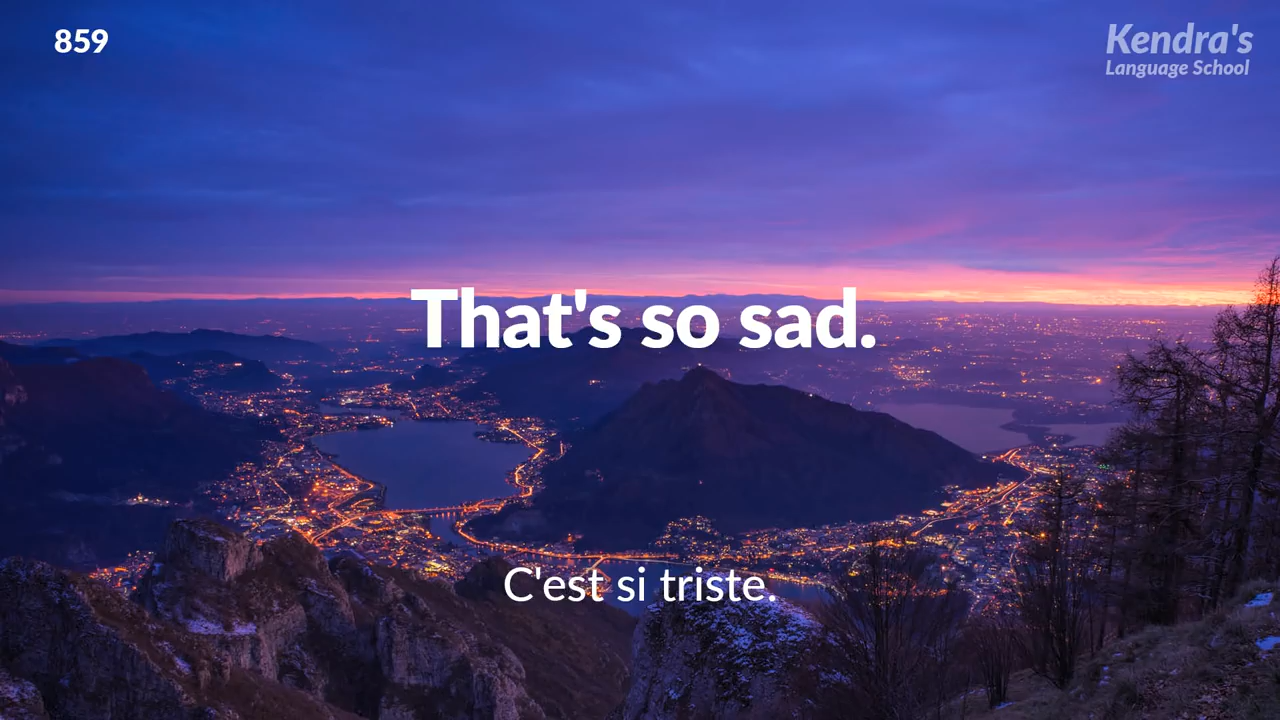 859
Kendra's
Language School
That's so sad.
C'est si triste.